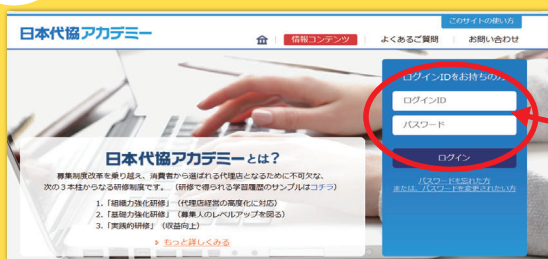 このサイトの使い方
日本代協アカデミー
情報コンテンツ
よくあるご質問
お問い合わせ
ログインIDをお持ちの方
ログインID
パスワード
ログイン
パスワードを忘れた方
または、パスワードを変更されたい方
日本代協アカデミーとは？
募集制度改革を乗り越え、消費者から選ばれる代理店となるために不可欠な、
次の３本柱からなる研修制度です。（研修で得られる学習履歴のサンプルはコチラ）
1.「組織力強化研修」（代理店経営の高度化に対応）
2.「基礎力強化研修」（募集人のレベルアップを図る）
3.「実践的研修」（収益向上）
› もっと詳しくみる